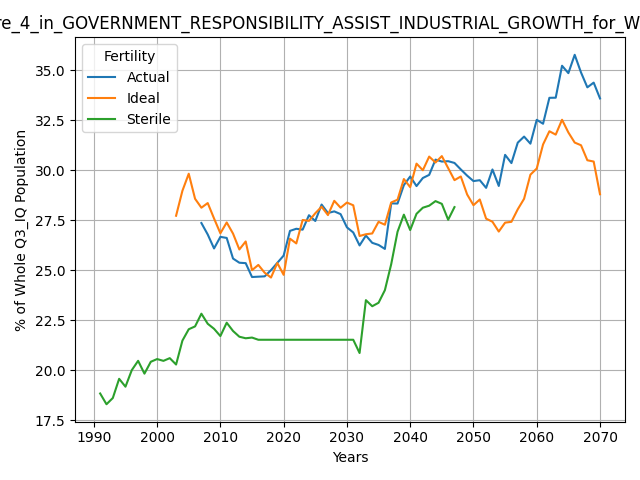 re_4_in_GOVERNMENT_RESPONSIBILITY_ASSIST_INDUSTRIAL_GROWTH_for_W
Fertility
Actual
Ideal
Sterile
% of Whole Q3_IQ Population
35.0
32.5
30.0
27.5
25.0
22.5
20.0
17.5
1990 2000 2010 2020 2030 2040 2050 2060 2070
Years